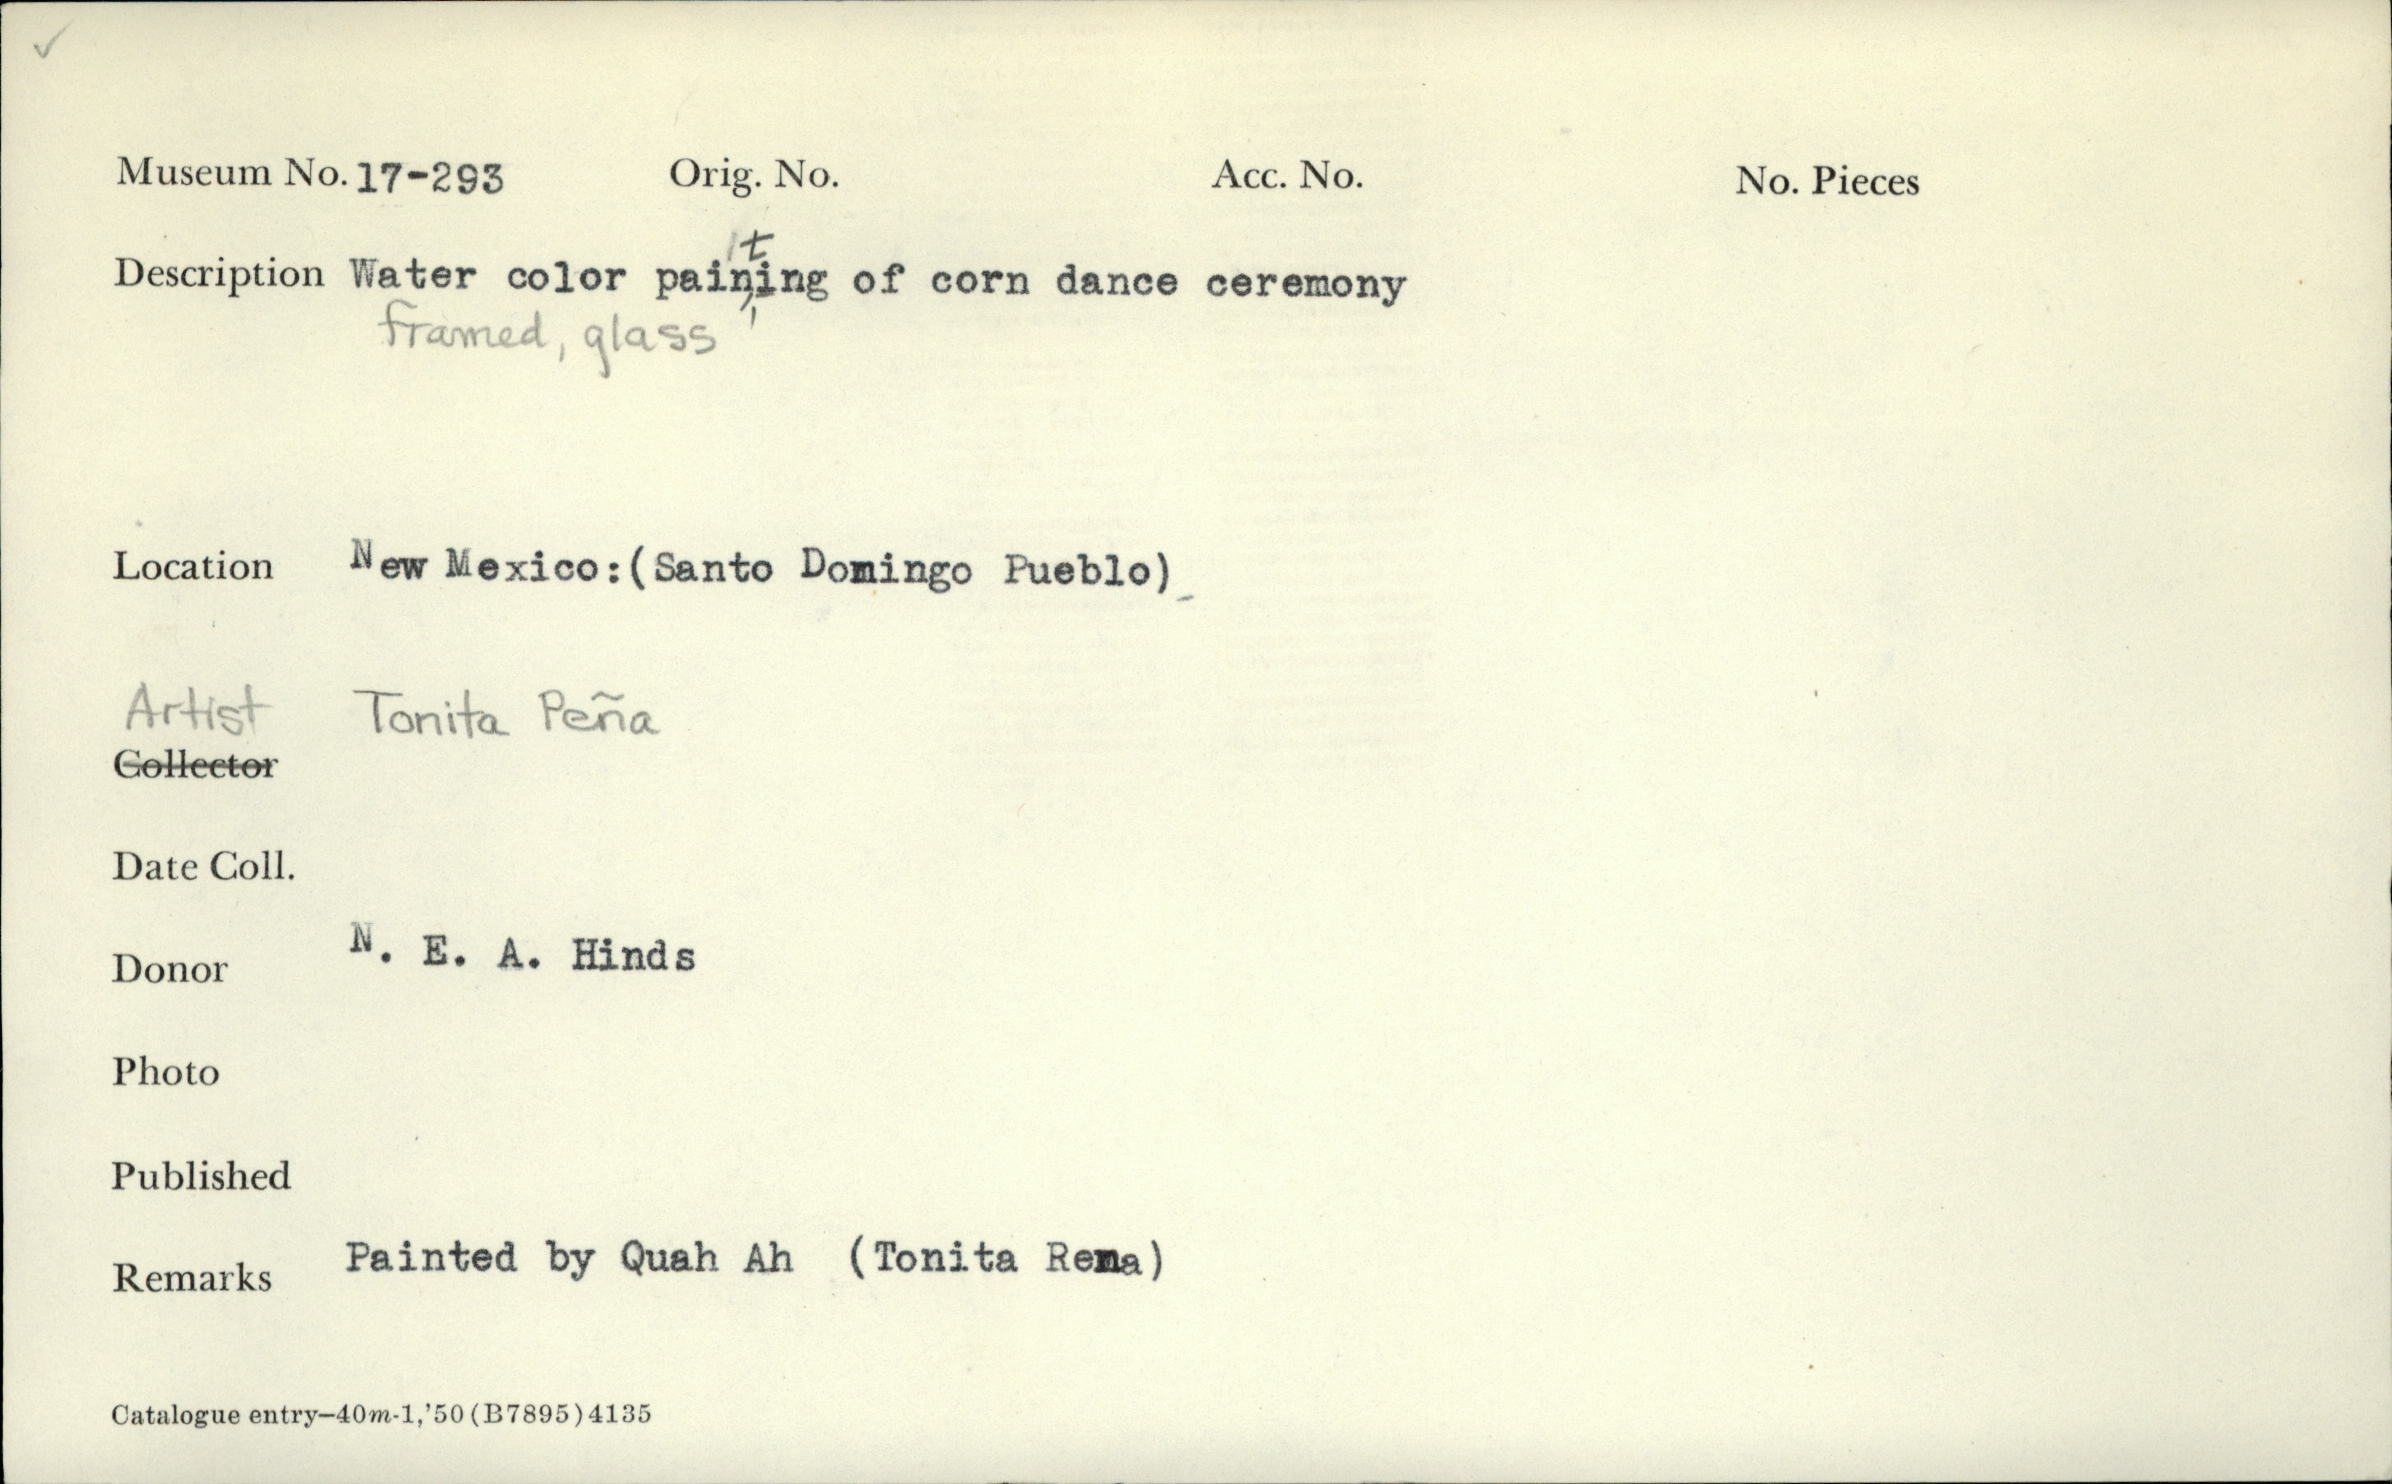 Museum No. 17-293 Orig. No. Acc. No. No. Pieces
Description Water color painting of corn dance ceremony
framed, glass
Location New Mexico:(Santo Domingo Pueblo)
Artist Tonita Peña
Collector
Date Coll.
Donor N. E. A. Hinds
Photo
Published
Remarks Painted by Quah Ah (Tonita Rena)
Catalogue entry—40m-1,'50(B7895)4135